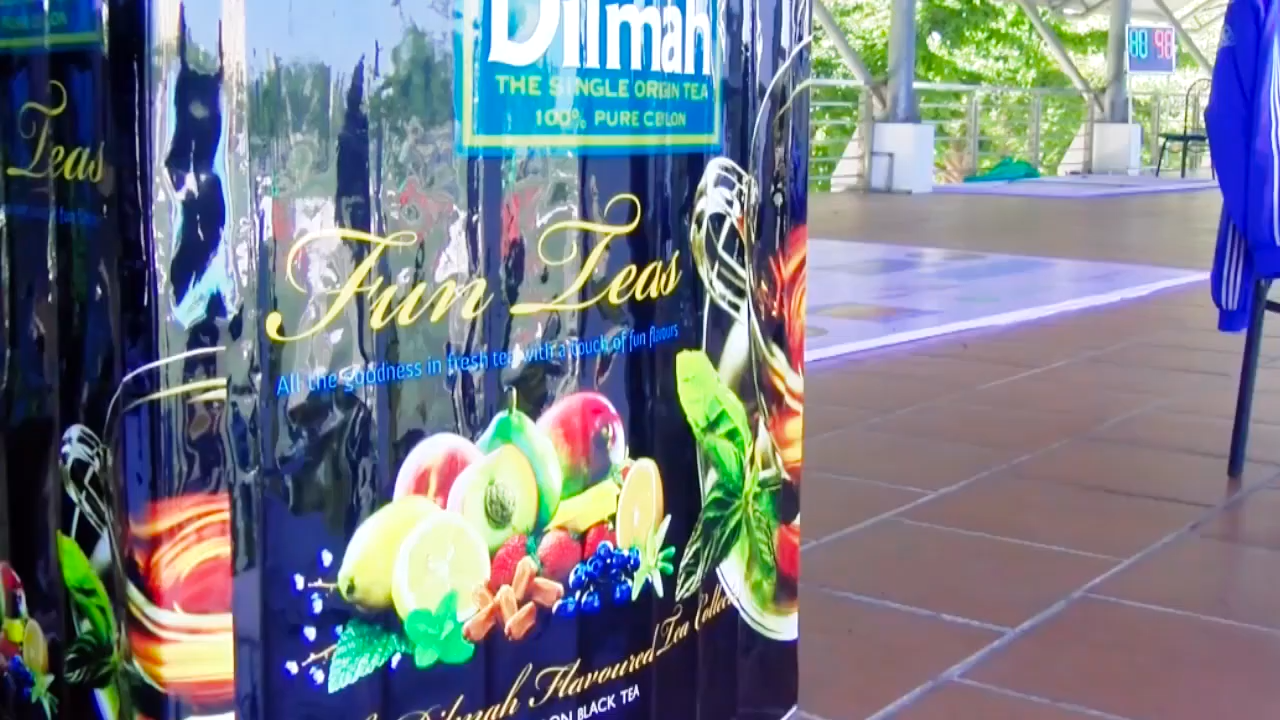 Dilmah
THE SINGLE ORIGIN TEA
100% PURE CEYLON
Teas
Fun Teas
All the goodness in fresh tea with a touch of fun flavours
Dilmah Flavoured Tea
BLACK TEA